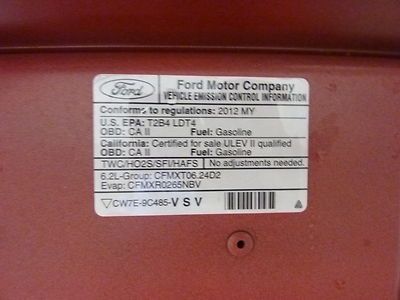 Ford
Ford Motor Company
VEHICLE EMISSION CONTROL INFORMATION
Conforms to regulations: 2012 MY
U.S. EPA: T2B4 LDT4
OBD: CA II Fuel: Gasoline
California: Certified for sale ULEV II qualified
OBD: CA II Fuel: Gasoline
TWC/HO2S/SFI/HAFS No adjustments needed.
6.2L-Group: CFMXT06.24D2
Evap: CFMXR0265NBV
CW7E-9C485-V S V